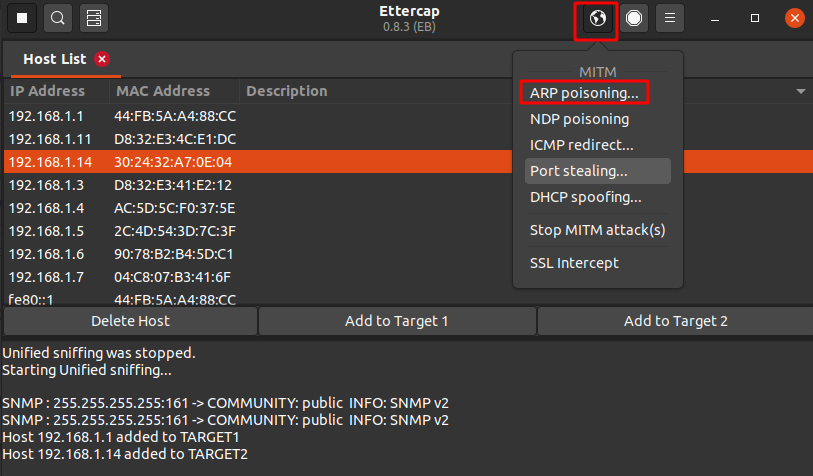 Ettercap
0.8.3 (EB)
Host List
MITM
IP Address MAC Address Description
ARP poisoning...
192.168.1.1 44:FB:5A:A4:88:CC
NDP poisoning
192.168.1.11 D8:32:E3:4C:E1:DC
ICMP redirect...
192.168.1.14 30:24:32:A7:0E:04
Port stealing...
192.168.1.3 D8:32:E3:41:E2:12
DHCP spoofing...
192.168.1.4 AC:5D:5C:F0:37:5E
Stop MITM attack(s)
192.168.1.5 2C:4D:54:3D:7C:3F
192.168.1.6 90:78:B2:B4:5D:C1
SSL Intercept
192.168.1.7 04:C8:07:B3:41:6F
fe80::1 44:FB:5A:A4:88:CC
Delete Host Add to Target 1 Add to Target 2
Unified sniffing was stopped.
Starting Unified sniffing...
SNMP : 255.255.255.255:161 -> COMMUNITY: public INFO: SNMP v2
SNMP : 255.255.255.255:161 -> COMMUNITY: public INFO: SNMP v2
Host 192.168.1.1 added to TARGET1
Host 192.168.1.14 added to TARGET2